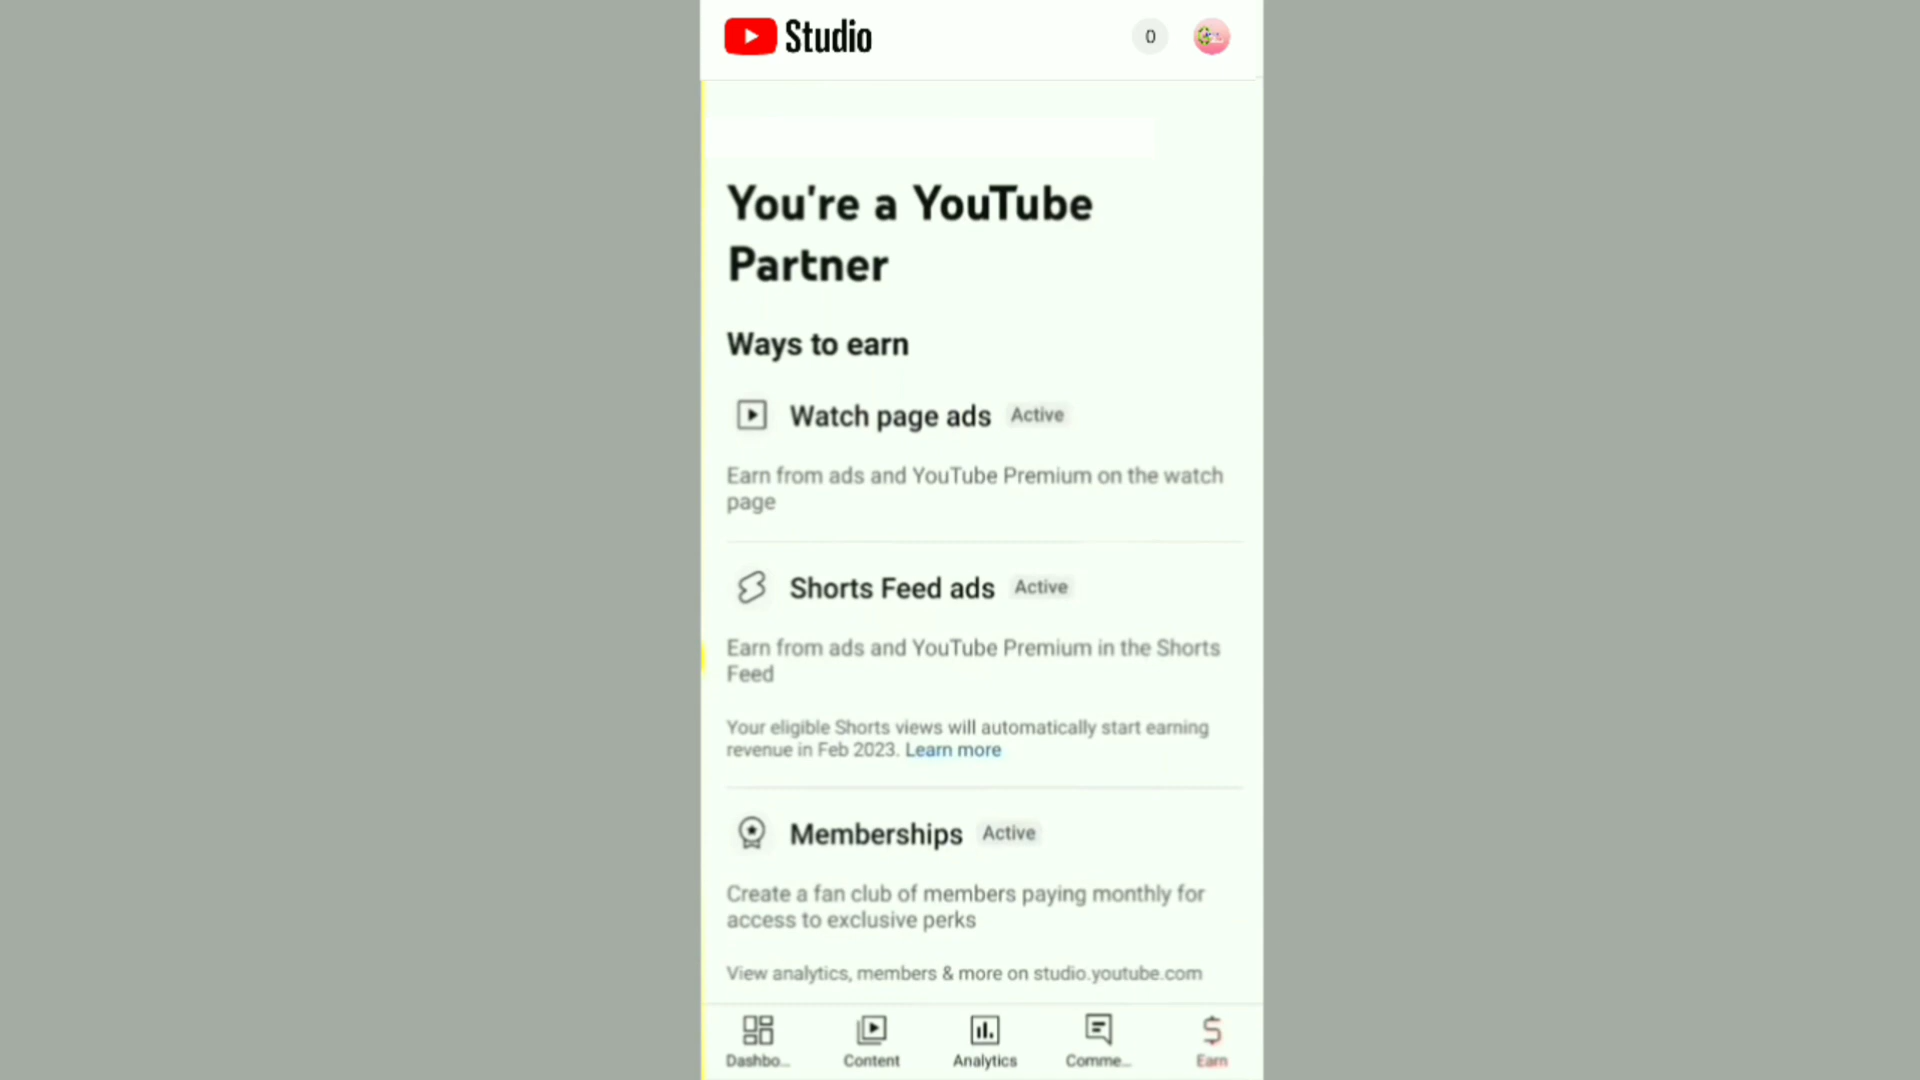 Studio
0
You're a YouTube
Partner
Ways to earn
Watch page ads Active
Earn from ads and YouTube Premium on the watch
page
Shorts Feed ads Active
Earn from ads and YouTube Premium in the Shorts
Feed
Your eligible Shorts views will automatically start earning
revenue in Feb 2023. Learn more
Memberships Active
Create a fan club of members paying monthly for
access to exclusive perks
View analytics, members & more on studio.youtube.com
Dashbo... Content Analytics Comme... Earn